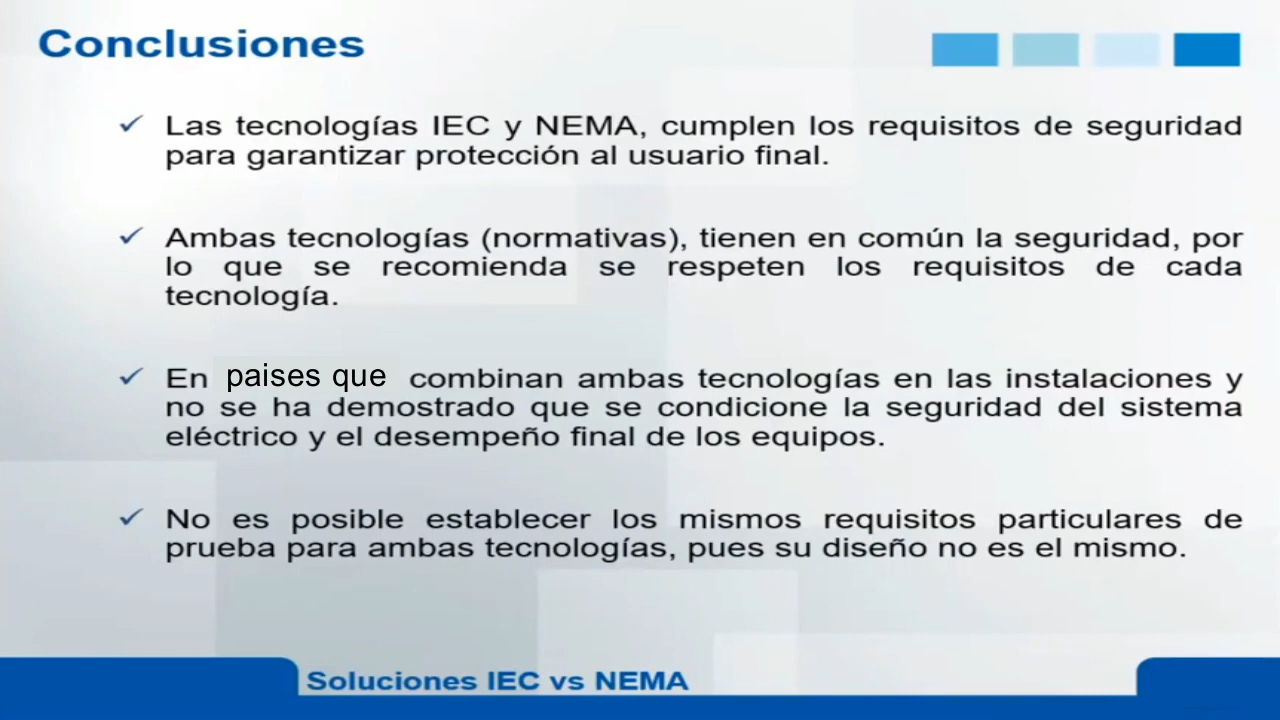 Conclusiones
✓ Las tecnologías IEC y NEMA, cumplen los requisitos de seguridad
para garantizar protección al usuario final.
✓ Ambas tecnologías (normativas), tienen en común la seguridad, por
lo que se recomienda se respeten los requisitos de cada
tecnología.
✓ En paises que combinan ambas tecnologías en las instalaciones y
no se ha demostrado que se condicione la seguridad del sistema
eléctrico y el desempeño final de los equipos.
✓ No es posible establecer los mismos requisitos particulares de
prueba para ambas tecnologías, pues su diseño no es el mismo.
Soluciones IEC vs NEMA